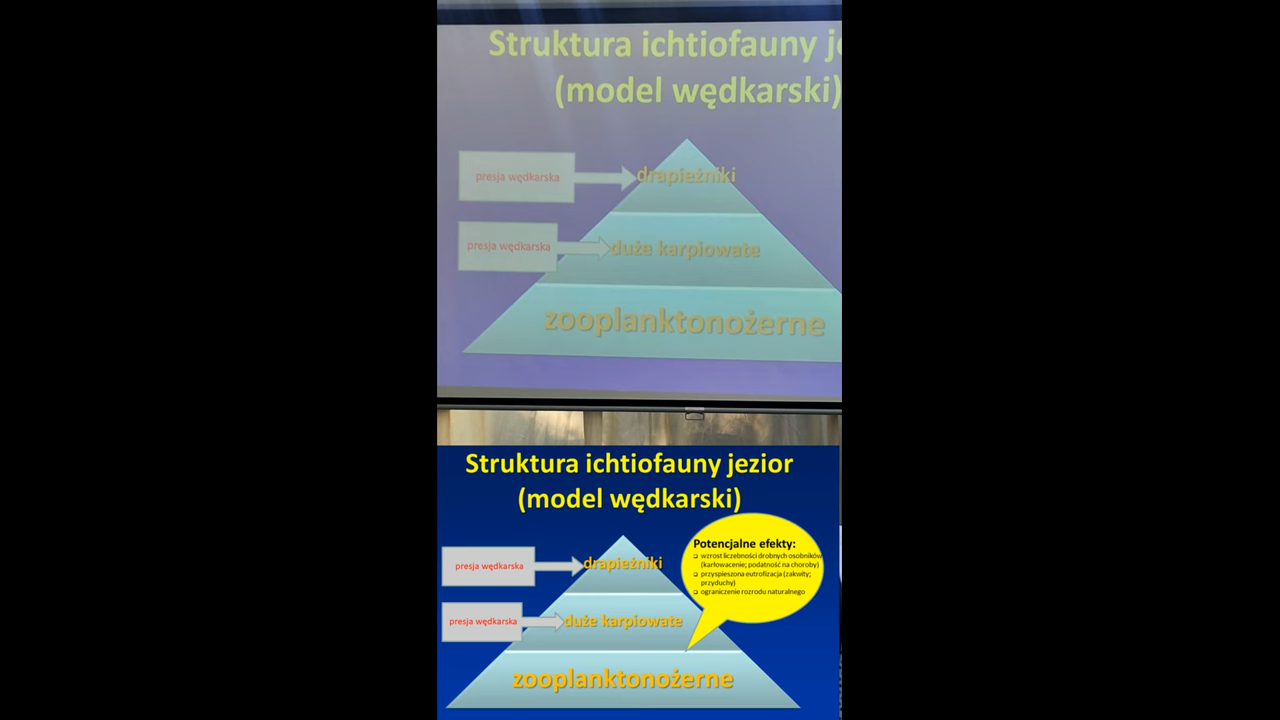 Struktura ichtiofauny je
(model wędkarski)
presja wędkarska
drapieżniki
presja wędkarska
duże karpiowate
zooplanktonożerne
Struktura ichtiofauny jezior
(model wędkarski)
Potencjalne efekty:
wzrost liczebności drobnych osobników
(karłowacenie; podatność na choroby)
przyspieszona eutrofizacja (zakwity;
przyduchy)
ograniczenie rozrodu naturalnego
presja wędkarska
drapieżniki
presja wędkarska
duże karpiowate
zooplanktonożerne